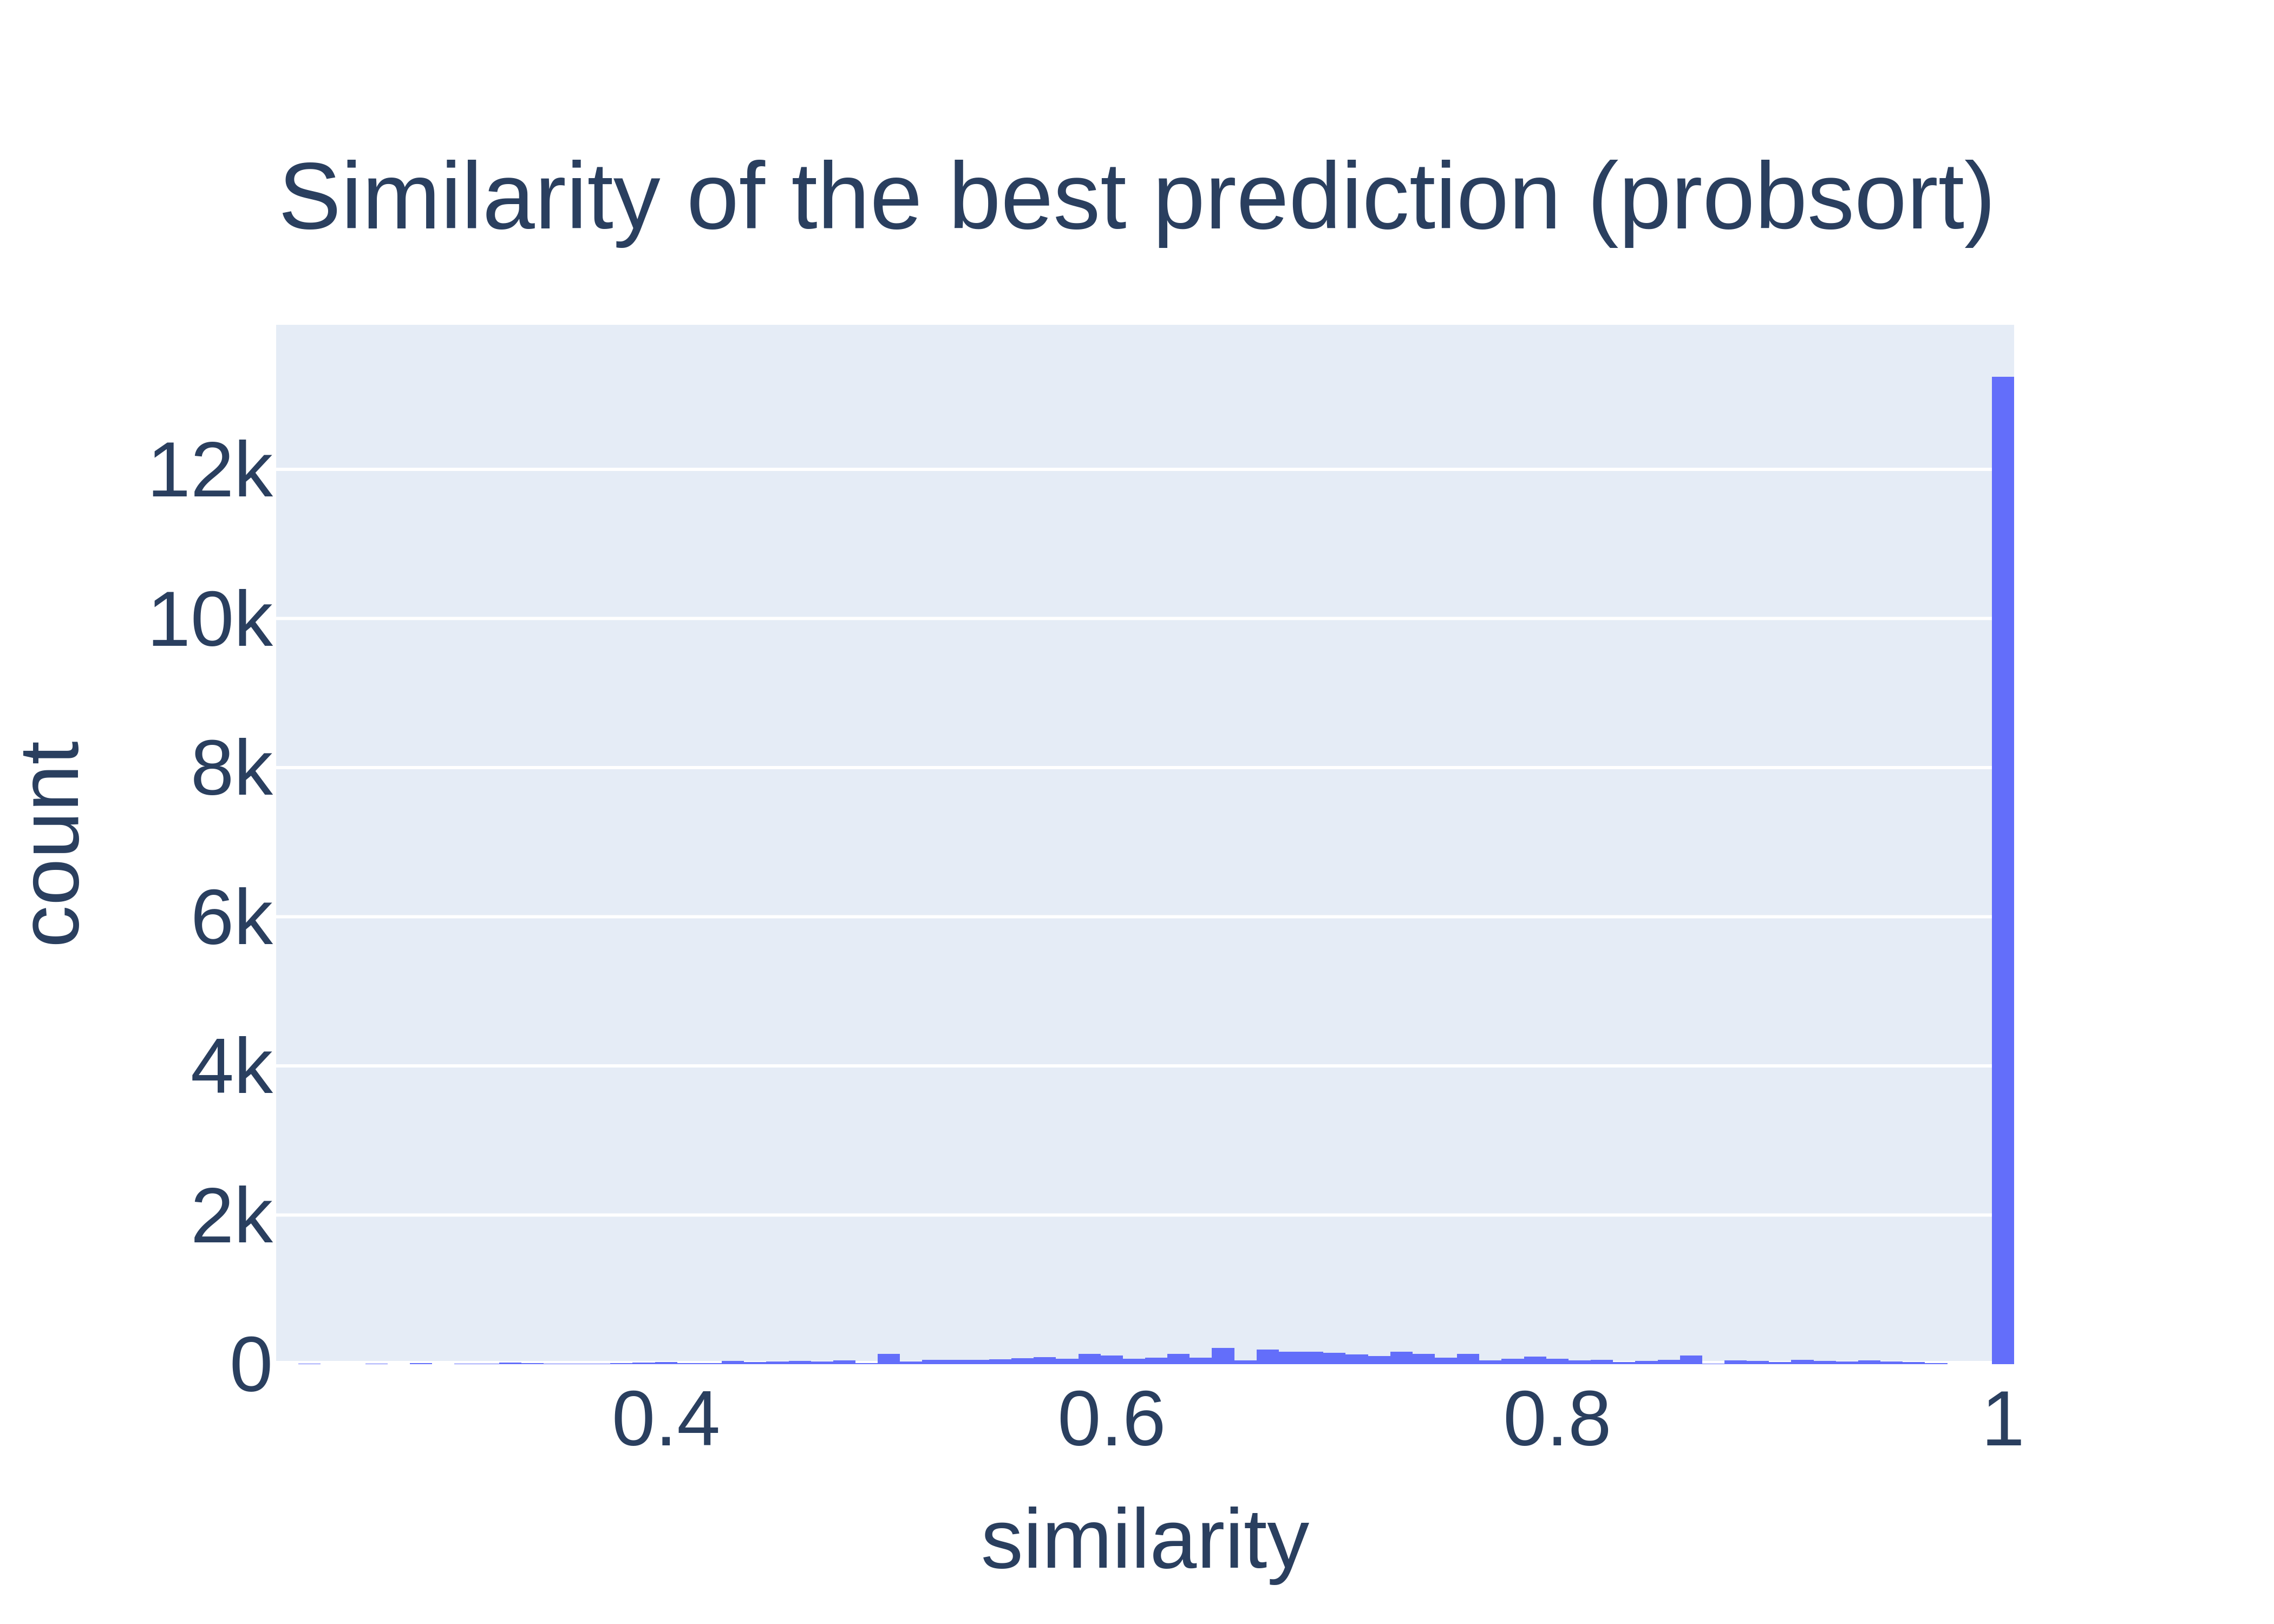 Similarity of the best prediction (probsort)
12k
10k
8k
6k
4k
2k
0
count
0.4
0.6
0.8
1
similarity